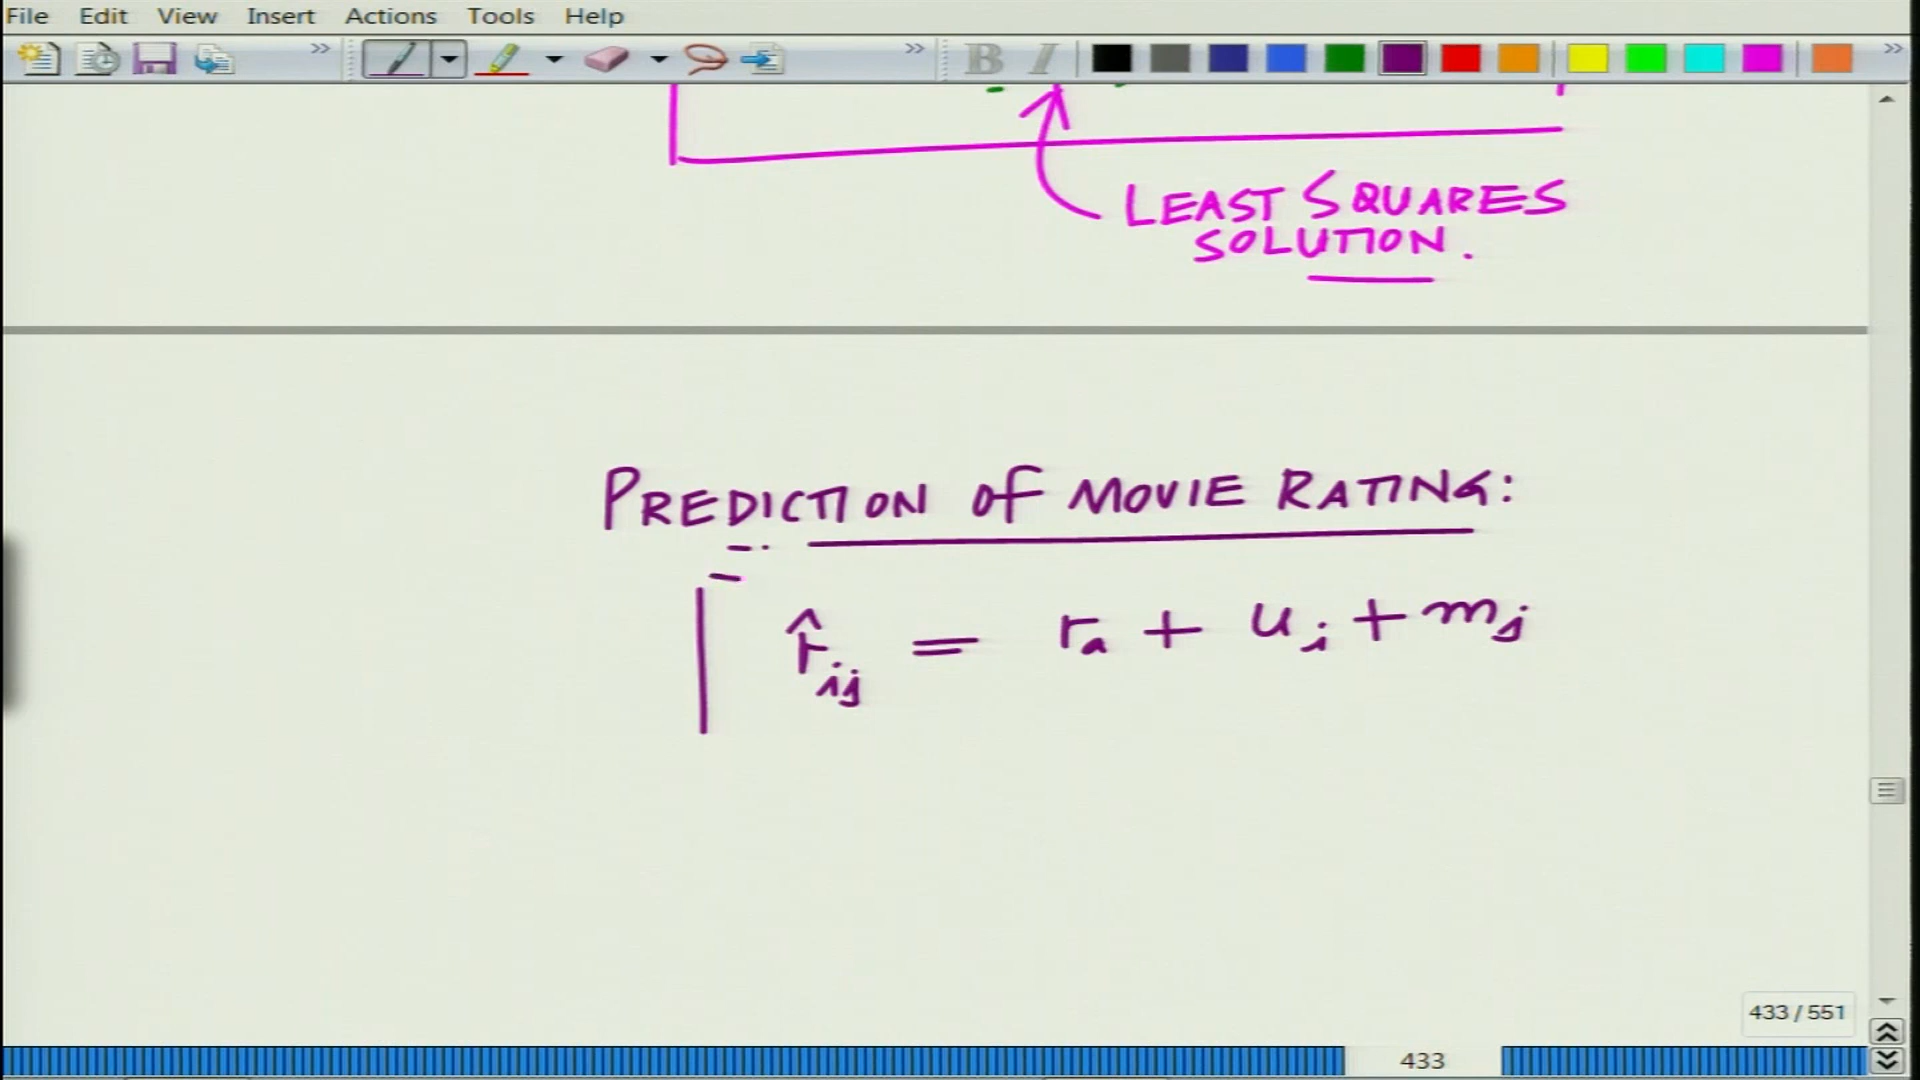 File Edit View Insert Actions Tools Help
B I
LEAST SQUARES
SOLUTION.
PREDICTION Of MOVIE RATING:
r̂ij = ra + ui + mj
433 / 551
433